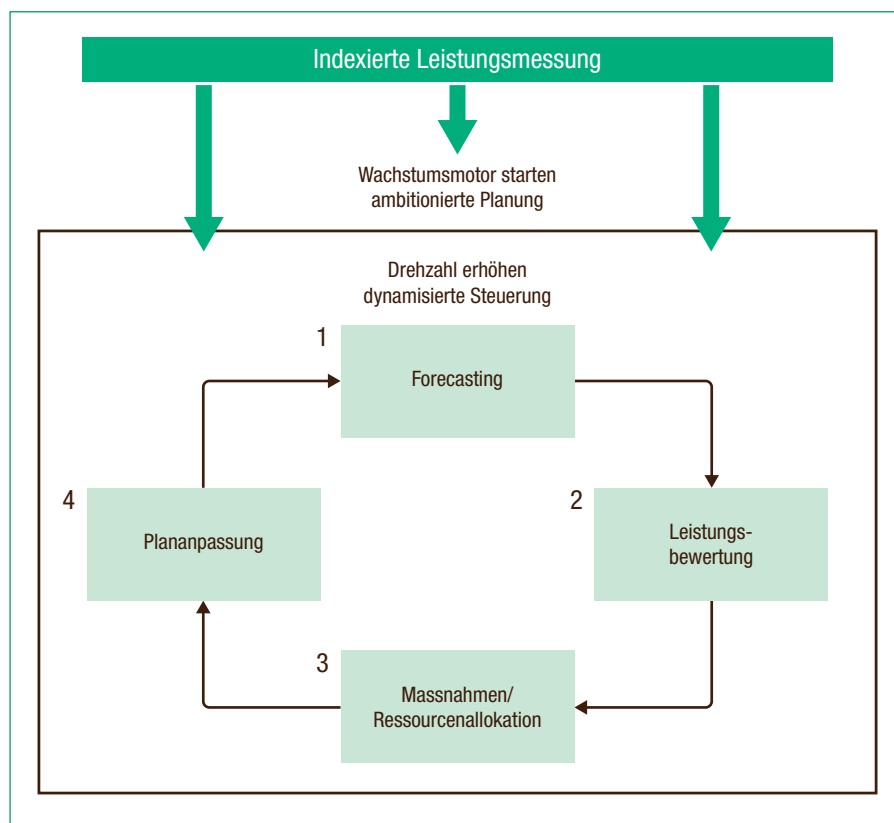 Indexierte Leistungsmessung
Wachstumsmotor starten
ambitionierte Planung
Drehzahl erhöhen
dynamisierte Steuerung
1
Forecasting
2
Leistungs-
bewertung
3
Massnahmen/
Ressourcenallokation
4
Plananpassung